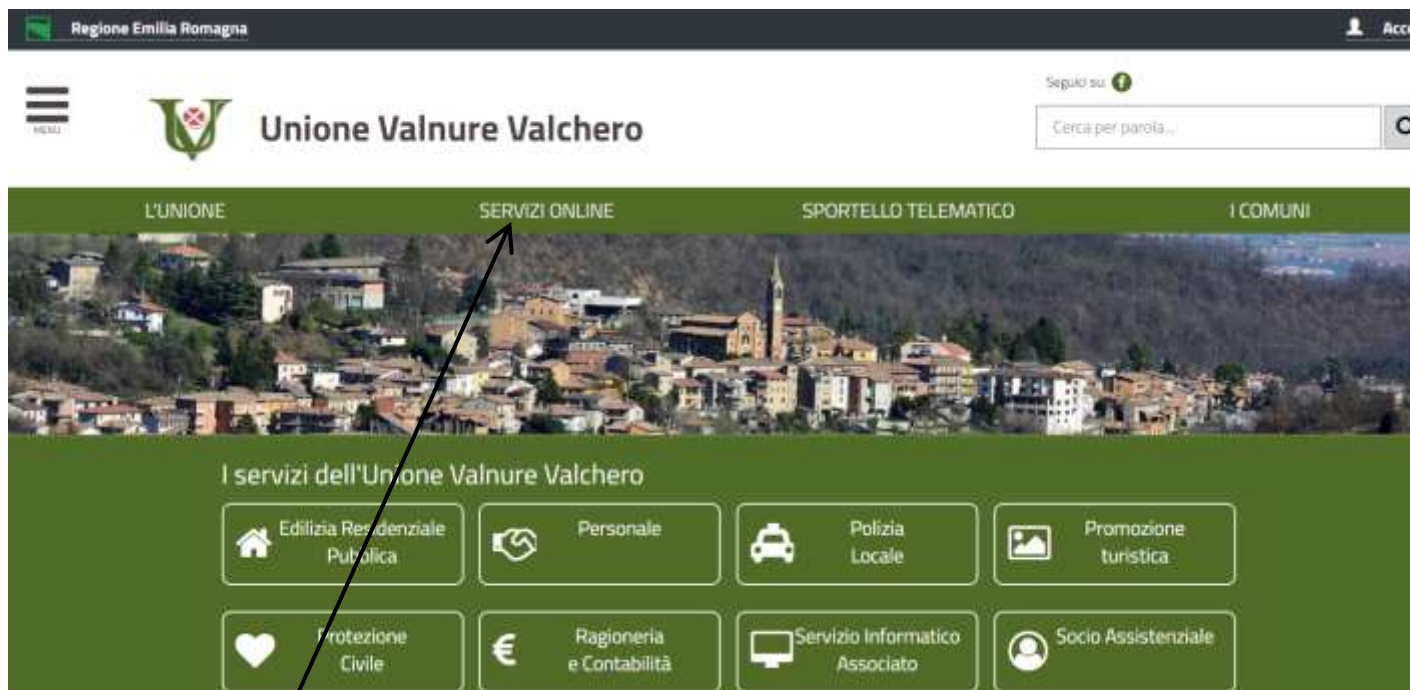 Regione Emilia Romagna
Acc
Seguici su:
MENU
Unione Valnure Valchero
Cerca per parola...
L'UNIONE SERVIZI ONLINE SPORTELLO TELEMATICO I COMUNI
I servizi dell'Unione Valnure Valchero
Edilizia Residenziale
Pubblica
Personale
Polizia
Locale
Promozione
turistica
Protezione
Civile
Ragioneria
e Contabilità
Servizio Informatico
Associato
Socio Assistenziale